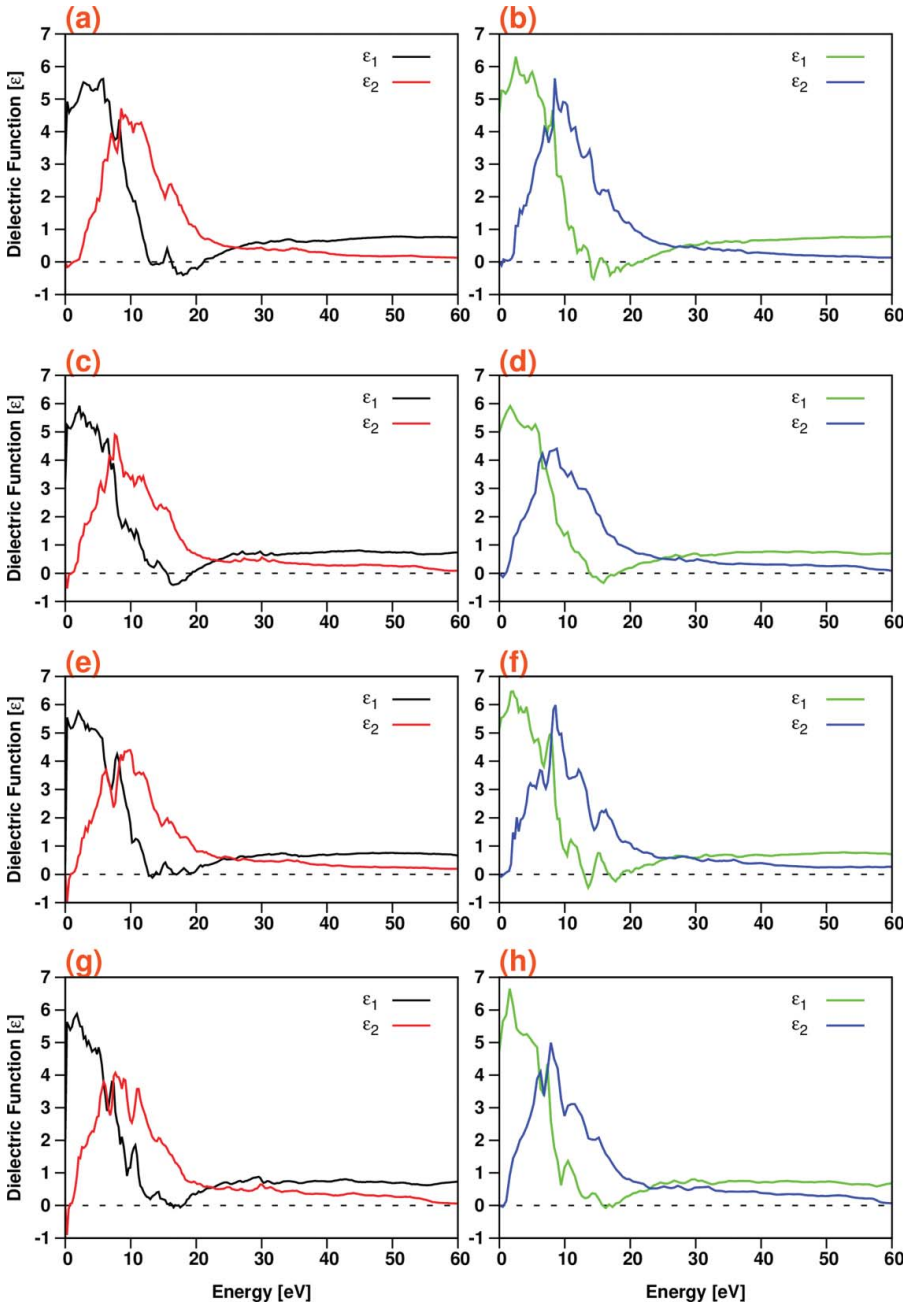 (a) (b)
7 7
6 6
5 5
4 4
3 3
2 2
1 1
0 0
-1 -1
Dielectric Function [ε]
ε1
ε2
ε1
ε2
0 10 20 30 40 50 60 0 10 20 30 40 50 60
(c) (d)
7 7
6 6
5 5
4 4
3 3
2 2
1 1
0 0
-1 -1
Dielectric Function [ε]
ε1
ε2
ε1
ε2
0 10 20 30 40 50 60 0 10 20 30 40 50 60
(e) (f)
7 7
6 6
5 5
4 4
3 3
2 2
1 1
0 0
-1 -1
Dielectric Function [ε]
ε1
ε2
ε1
ε2
0 10 20 30 40 50 60 0 10 20 30 40 50 60
(g) (h)
7 7
6 6
5 5
4 4
3 3
2 2
1 1
0 0
-1 -1
Dielectric Function [ε]
ε1
ε2
ε1
ε2
0 10 20 30 40 50 60 0 10 20 30 40 50 60
Energy [eV] Energy [eV]